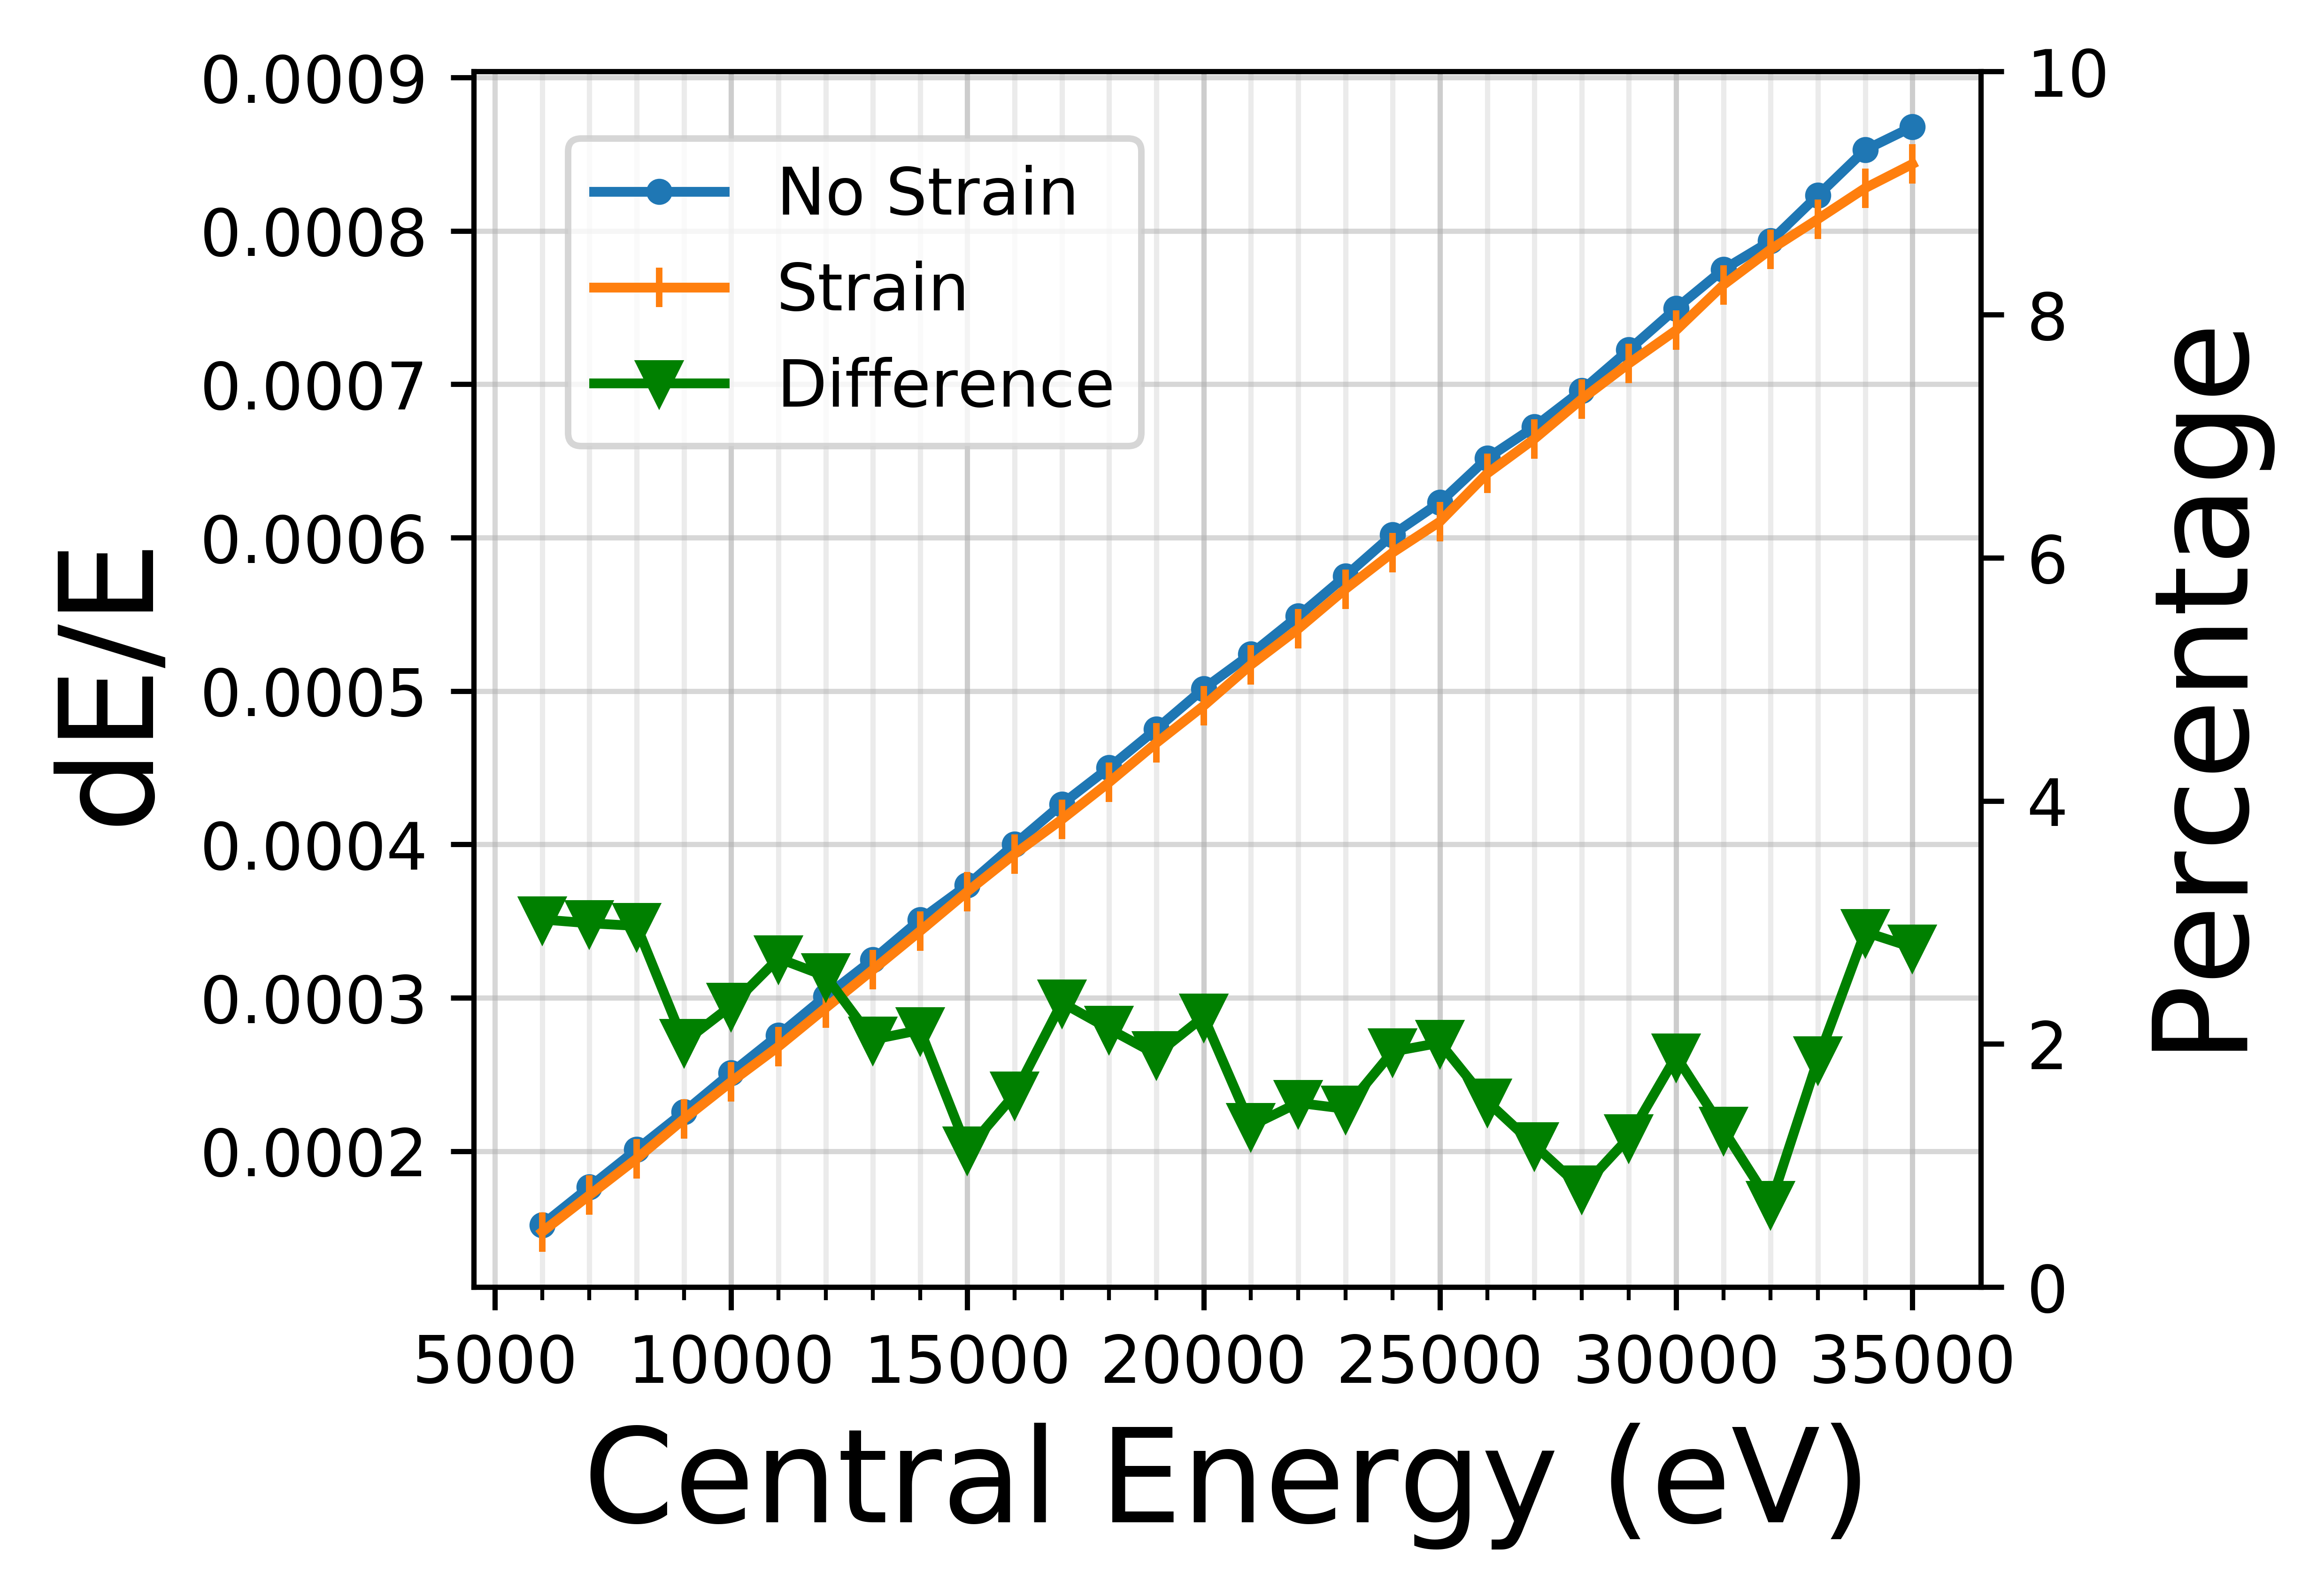 0.0009
0.0008
0.0007
0.0006
0.0005
0.0004
0.0003
0.0002
dE/E
No Strain
Strain
Difference
10
8
6
4
2
0
Percentage
5000 10000 15000 20000 25000 30000 35000
Central Energy (eV)